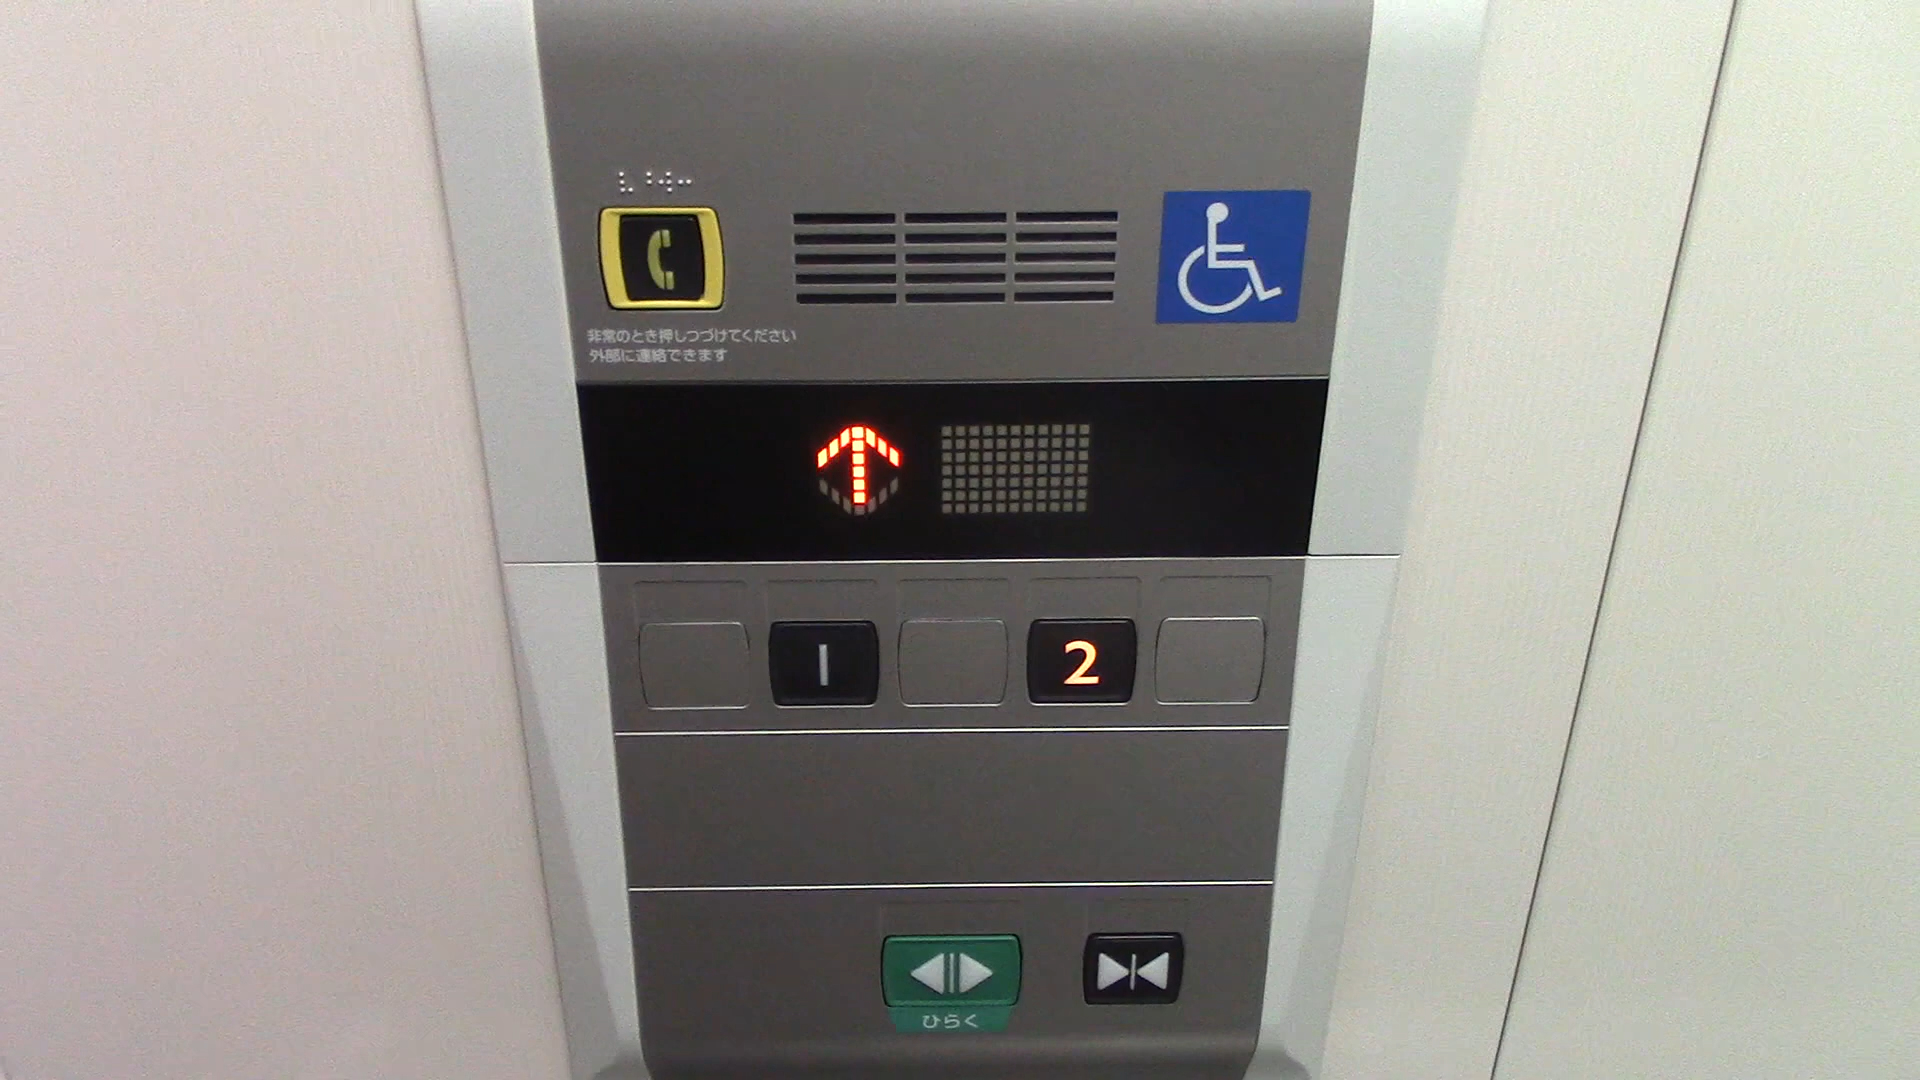 非常のとき押しつづけてください
外部に連絡できます
1 2
ひらく